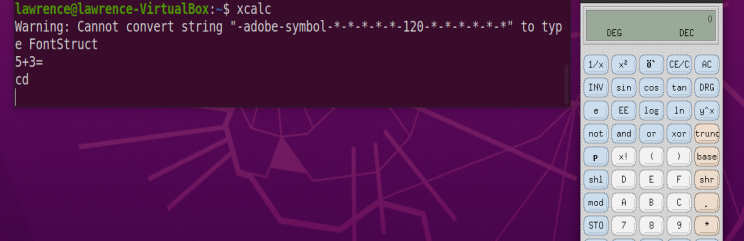 lawrence@lawrence-VirtualBox:~$ xcalc
Warning: Cannot convert string "-adobe-symbol-*-*-*-*-*-120-*-*-*-*-*-*" to typ
e FontStruct
5+3=
cd
0
DEG DEC
1/x x² Ö‾ CE/C AC
INV sin cos tan DRG
e EE log ln y^x
not and or xor trunc
p x! ( ) base
shl D E F shr
mod A B C .
STO 7 8 9 *